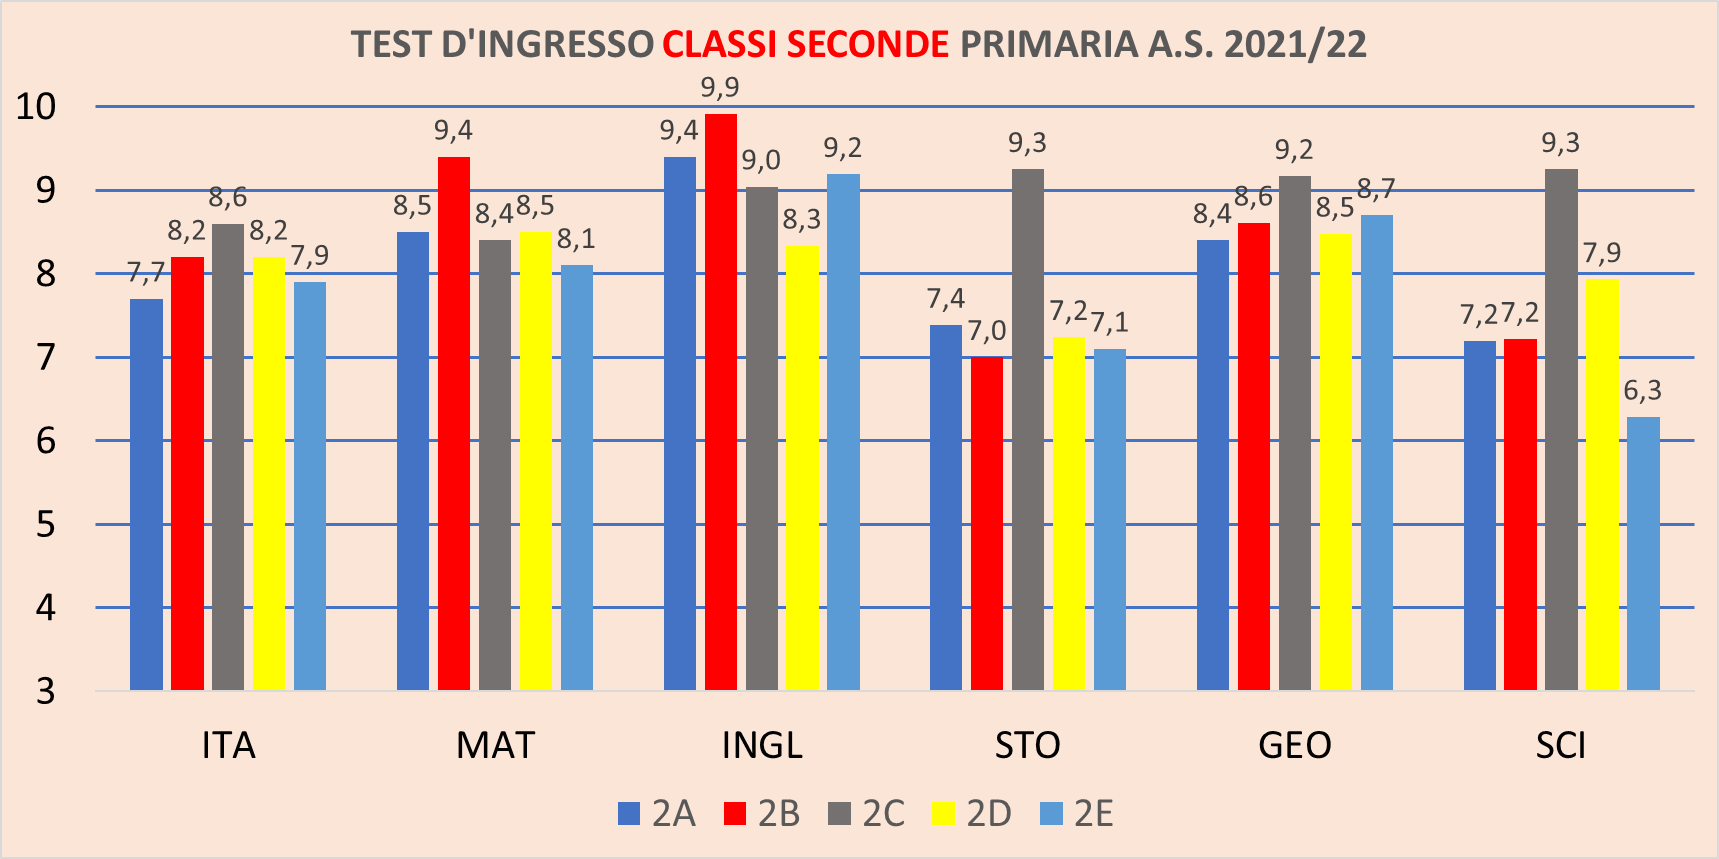 TEST D'INGRESSO CLASSI SECONDE PRIMARIA A.S. 2021/22
10
9
8
7
6
5
4
3
7,7 8,2 8,6 8,2 7,9
8,5 9,4 8,4 8,5 8,1
9,4 9,9 9,0 8,3 9,2
7,4 7,0 9,3 7,2 7,1
8,4 8,6 9,2 8,5 8,7
7,2 7,2 9,3 7,9 6,3
ITA MAT INGL STO GEO SCI
2A 2B 2C 2D 2E